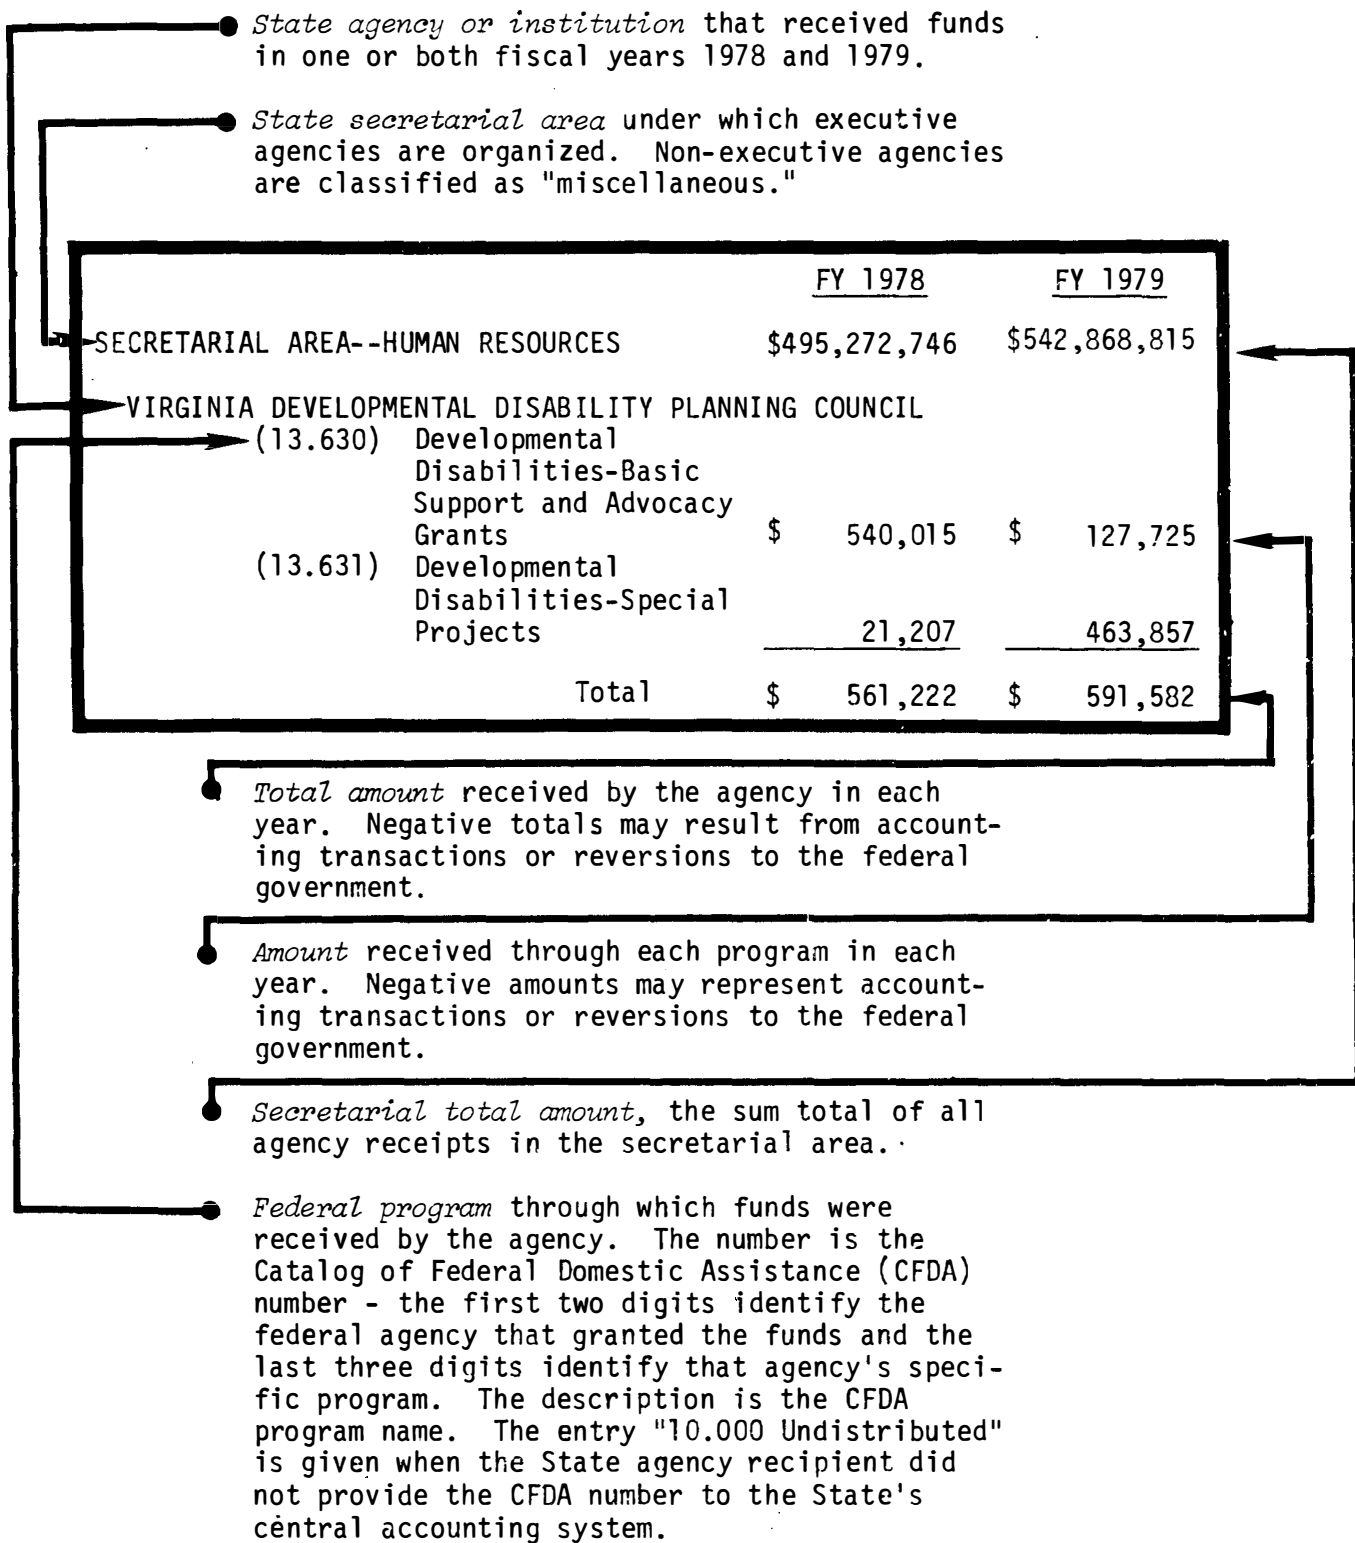 State agency or institution that received funds
in one or both fiscal years 1978 and 1979.
State secretarial area under which executive
agencies are organized. Non-executive agencies
are classified as "miscellaneous."
FY 1978 FY 1979
SECRETARIAL AREA--HUMAN RESOURCES $495,272,746 $542,868,815
VIRGINIA DEVELOPMENTAL DISABILITY PLANNING COUNCIL
(13.630) Developmental
Disabilities-Basic
Support and Advocacy
Grants $ 540,015 $ 127,725
(13.631) Developmental
Disabilities-Special
Projects 21,207 463,857
Total $ 561,222 $ 591,582
Total amount received by the agency in each
year. Negative totals may result from account-
ing transactions or reversions to the federal
government.
Amount received through each program in each
year. Negative amounts may represent account-
ing transactions or reversions to the federal
government.
Secretarial total amount, the sum total of all
agency receipts in the secretarial area.
Federal program through which funds were
received by the agency. The number is the
Catalog of Federal Domestic Assistance (CFDA)
number - the first two digits identify the
federal agency that granted the funds and the
last three digits identify that agency's speci-
fic program. The description is the CFDA
program name. The entry "10.000 Undistributed"
is given when the State agency recipient did
not provide the CFDA number to the State's
central accounting system.